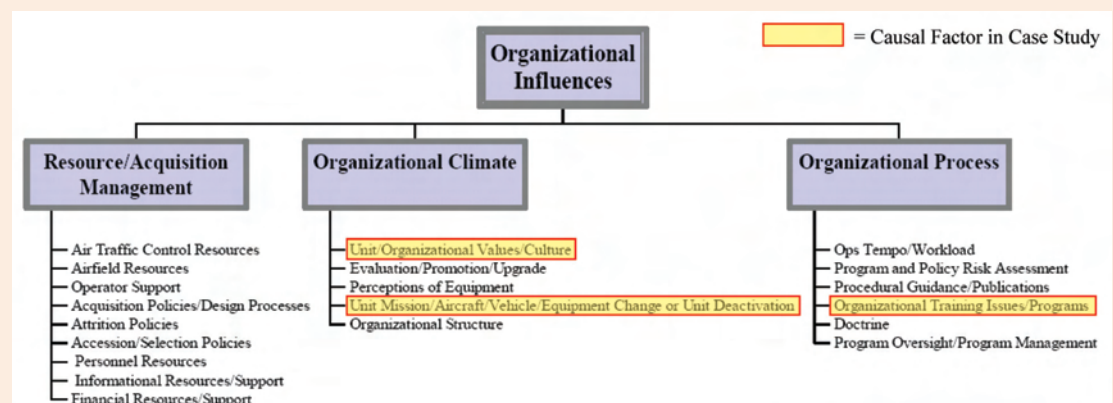 = Causal Factor in Case Study
Organizational
Influences
Resource/Acquisition
Management
Air Traffic Control Resources
Airfield Resources
Operator Support
Acquisition Policies/Design Processes
Attrition Policies
Accession/Selection Policies
Personnel Resources
Informational Resources/Support
Financial Resources/Support
Organizational Climate
Unit/Organizational Values/Culture
Evaluation/Promotion/Upgrade
Perceptions of Equipment
Unit Mission/Aircraft/Vehicle/Equipment Change or Unit Deactivation
Organizational Structure
Organizational Process
Ops Tempo/Workload
Program and Policy Risk Assessment
Procedural Guidance/Publications
Organizational Training Issues/Programs
Doctrine
Program Oversight/Program Management